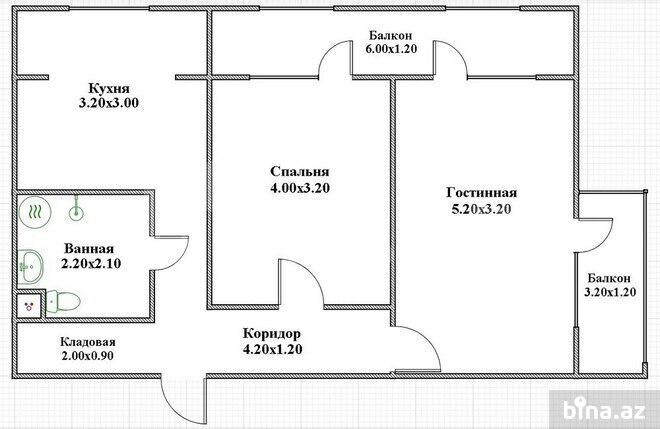 Балкон
6.00x1.20
Кухня
3.20x3.00
Спальня
4.00x3.20
Гостинная
5.20x3.20
Ванная
2.20x2.10
Балкон
3.20x1.20
Кладовая
2.00x0.90
Коридор
4.20x1.20
bina.az